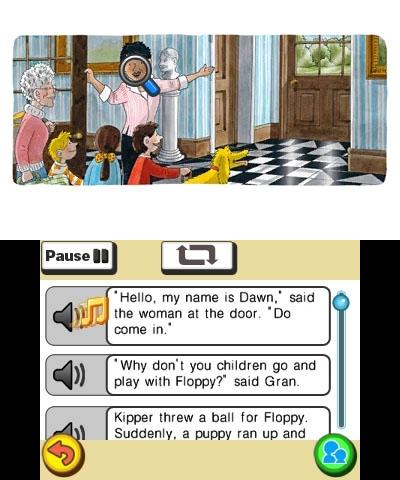 Pause
"Hello, my name is Dawn," said
the woman at the door. "Do
come in."
"Why don't you children go and
play with Floppy?" said Gran.
Kipper threw a ball for Floppy.
Suddenly, a puppy ran up and